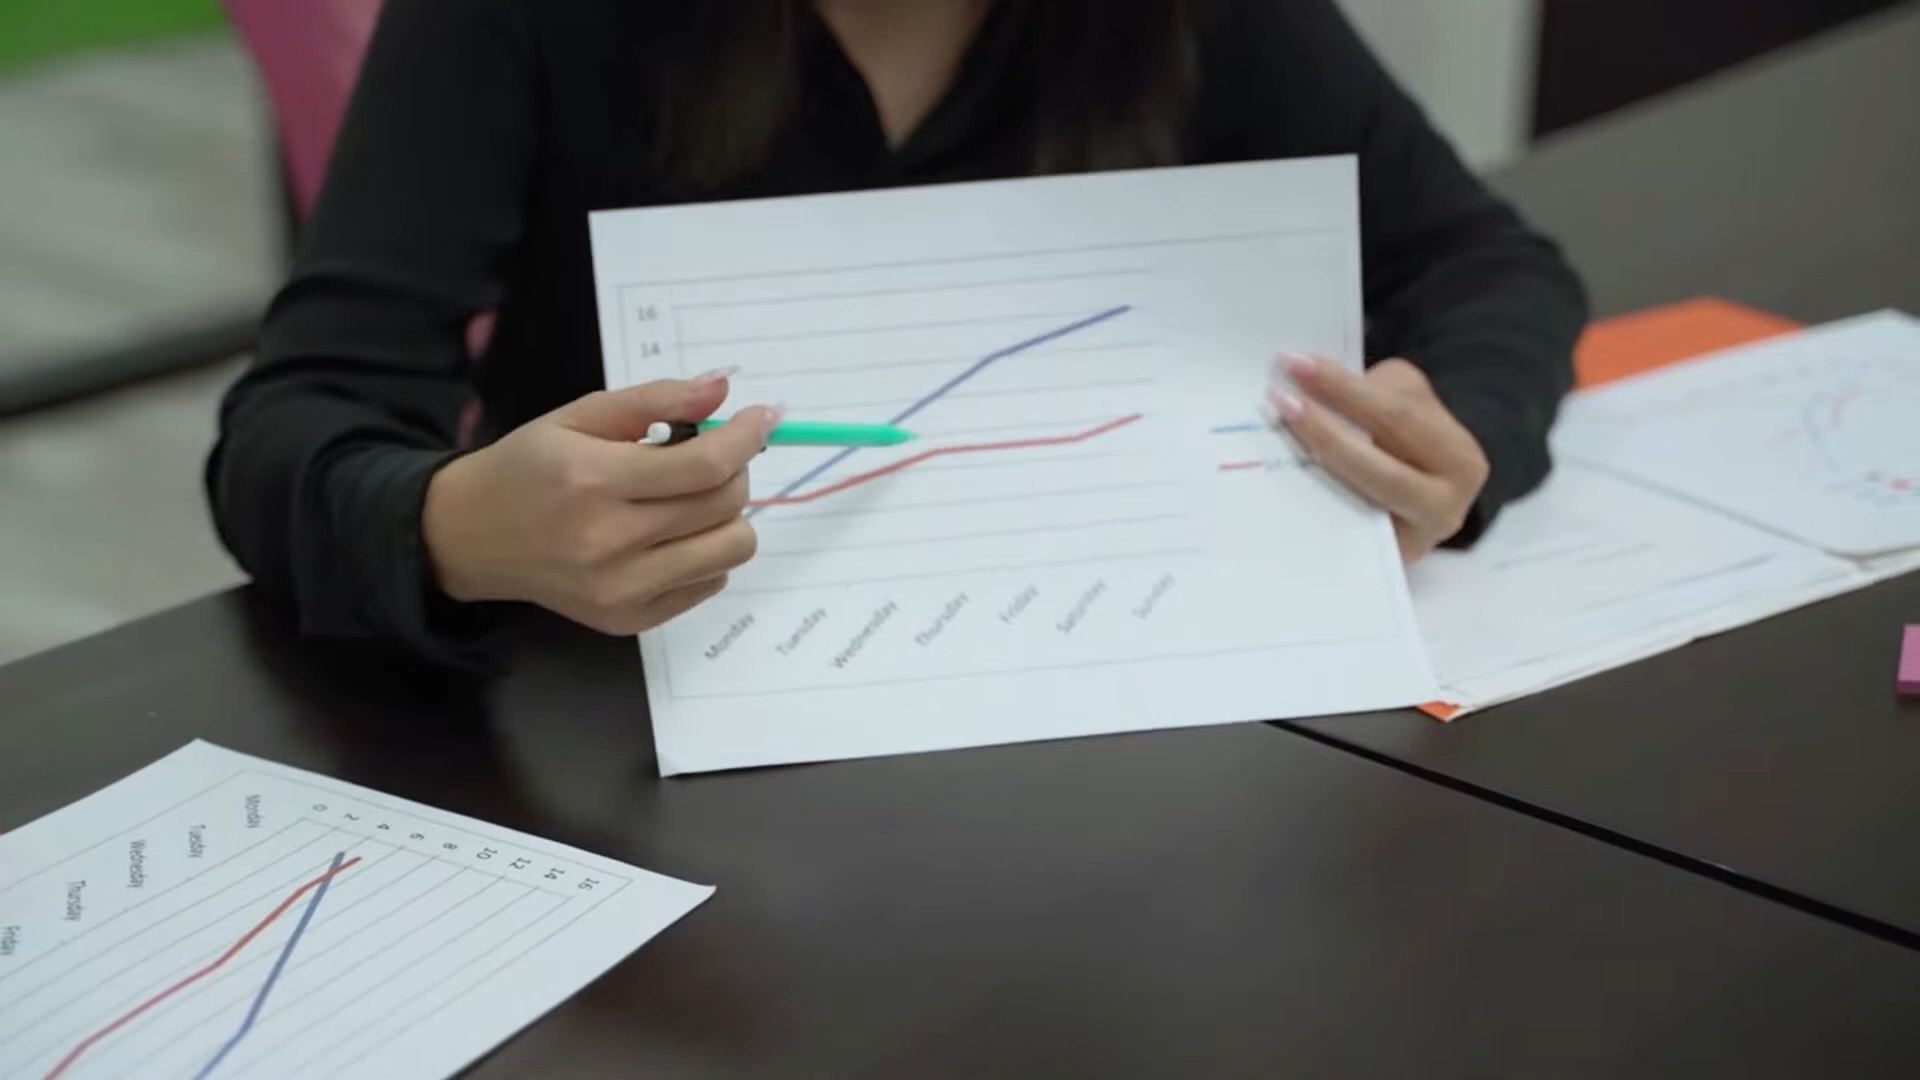 16
14
Monday
Tuesday
Wednesday
Thursday
Friday
Saturday
Sunday
0
2
4
6
8
10
12
14
16
Monday
Tuesday
Wednesday
Thursday
Friday